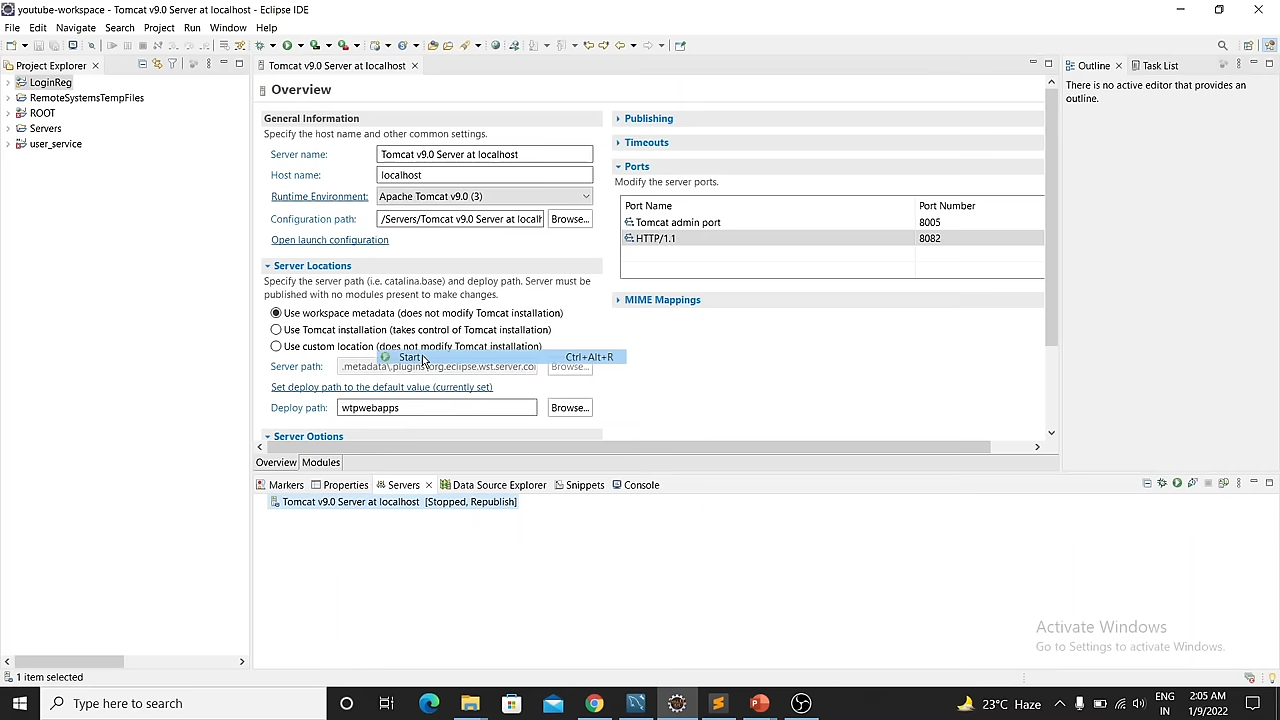 youtube-workspace - Tomcat v9.0 Server at localhost - Eclipse IDE
File Edit Navigate Search Project Run Window Help
Project Explorer
LoginReg
RemoteSystemsTempFiles
ROOT
Servers
user_service
Tomcat v9.0 Server at localhost
Overview
General Information
Specify the host name and other common settings.
Server name: Tomcat v9.0 Server at localhost
Host name: localhost
Runtime Environment: Apache Tomcat v9.0 (3)
Configuration path: /Servers/Tomcat v9.0 Server at localh Browse...
Open launch configuration
Server Locations
Specify the server path (i.e. catalina.base) and deploy path. Server must be
published with no modules present to make changes.
Use workspace metadata (does not modify Tomcat installation)
Use Tomcat installation (takes control of Tomcat installation)
Use custom location (does not modify Tomcat installation)
Start Ctrl+Alt+R
Server path: .metadata\.plugins\org.eclipse.wst.server.co Browse...
Set deploy path to the default value (currently set)
Deploy path: wtpwebapps Browse...
Server Options
Overview Modules
Publishing
Timeouts
Ports
Modify the server ports.
Port Name Port Number
Tomcat admin port 8005
HTTP/1.1 8082
MIME Mappings
Outline Task List
There is no active editor that provides an
outline.
Markers Properties Servers Data Source Explorer Snippets Console
Tomcat v9.0 Server at localhost [Stopped, Republish]
Activate Windows
Go to Settings to activate Windows.
1 item selected
Type here to search
23°C Haze
ENG
IN
2:05 AM
1/9/2022